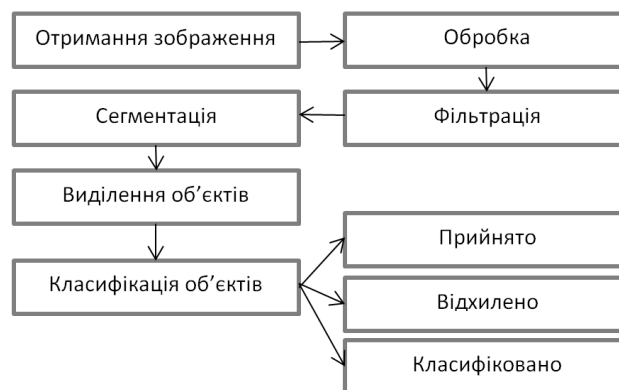 Отримання зображення
Обробка
Фільтрація
Сегментація
Виділення об’єктів
Класифікація об’єктів
Прийнято
Відхилено
Класифіковано